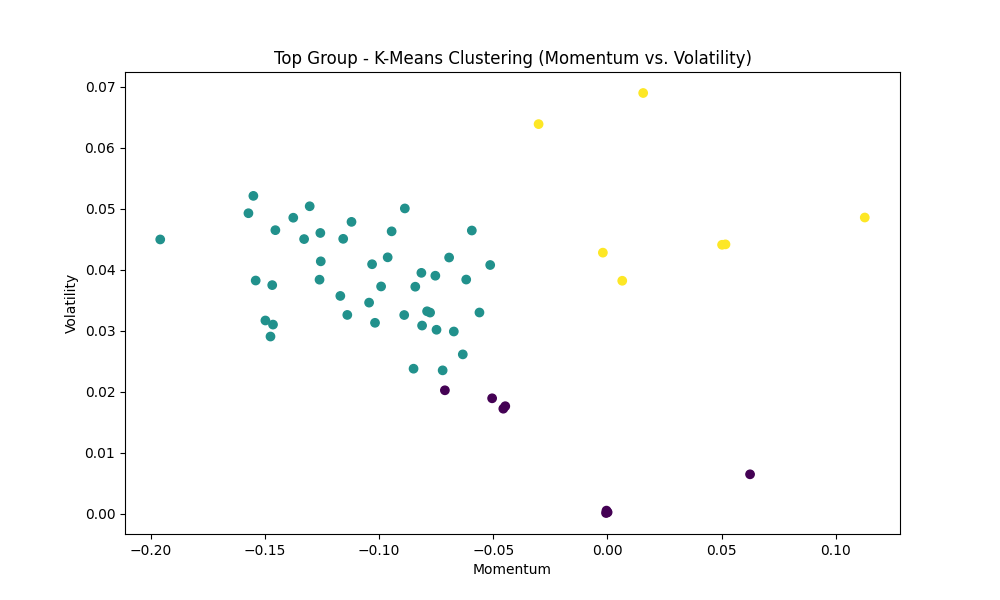 Top Group - K-Means Clustering (Momentum vs. Volatility)
0.07
0.06
0.05
0.04
0.03
0.02
0.01
0.00
Volatility
−0.20 −0.15 −0.10 −0.05 0.00 0.05 0.10
Momentum